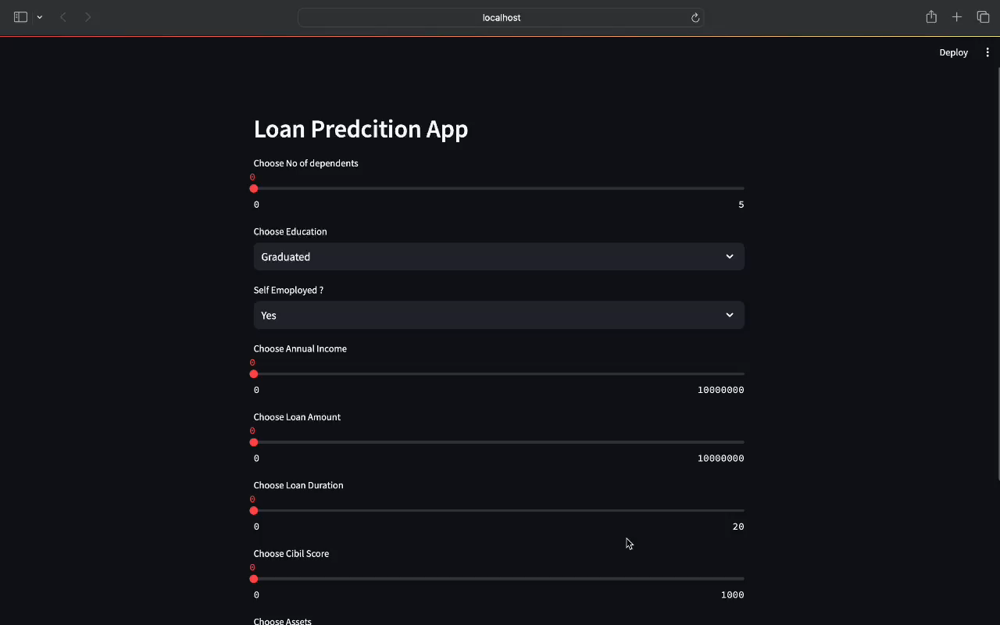 localhost
Deploy
Loan Predcition App
Choose No of dependents
0
0 5
Choose Education
Graduated
Self Emoployed ?
Yes
Choose Annual Income
0
0 10000000
Choose Loan Amount
0
0 10000000
Choose Loan Duration
0
0 20
Choose Cibil Score
0
0 1000
Choose Assets